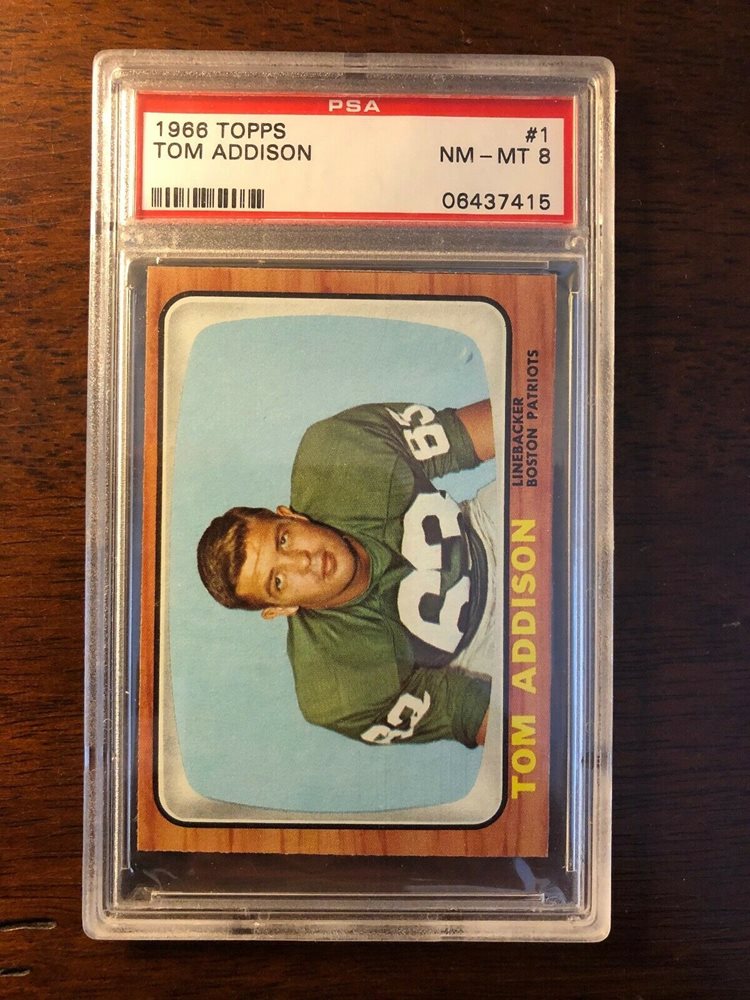 PSA
1966 TOPPS #1
TOM ADDISON NM - MT 8
06437415
TOM ADDISON
LINEBACKER
BOSTON PATRIOTS